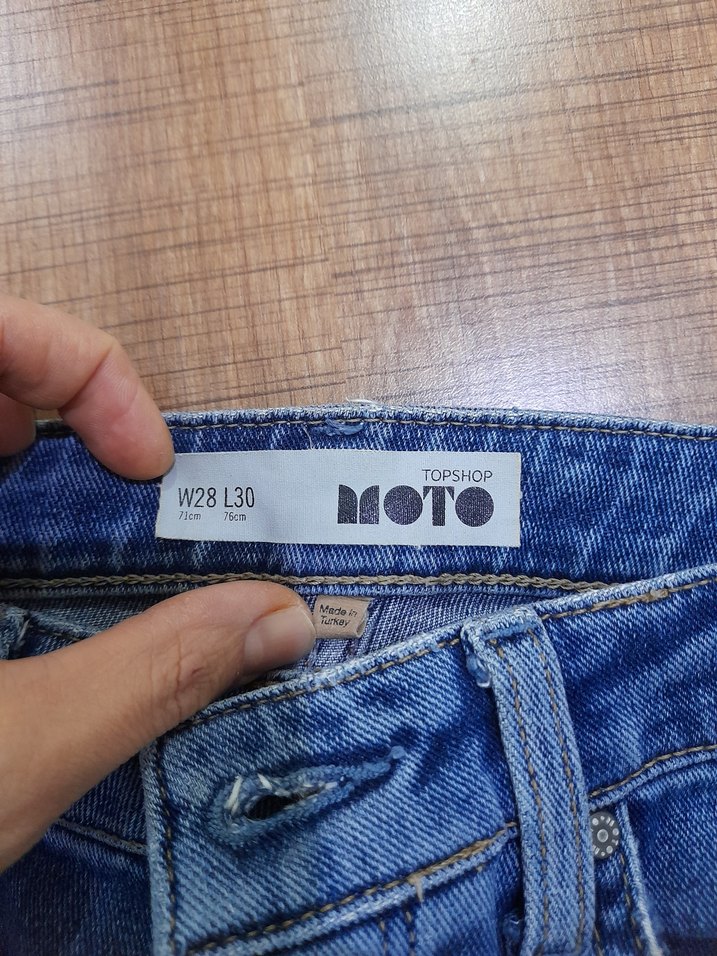 TOPSHOP
W28 L30 MOTO
71cm 76cm
Made in
Turkey